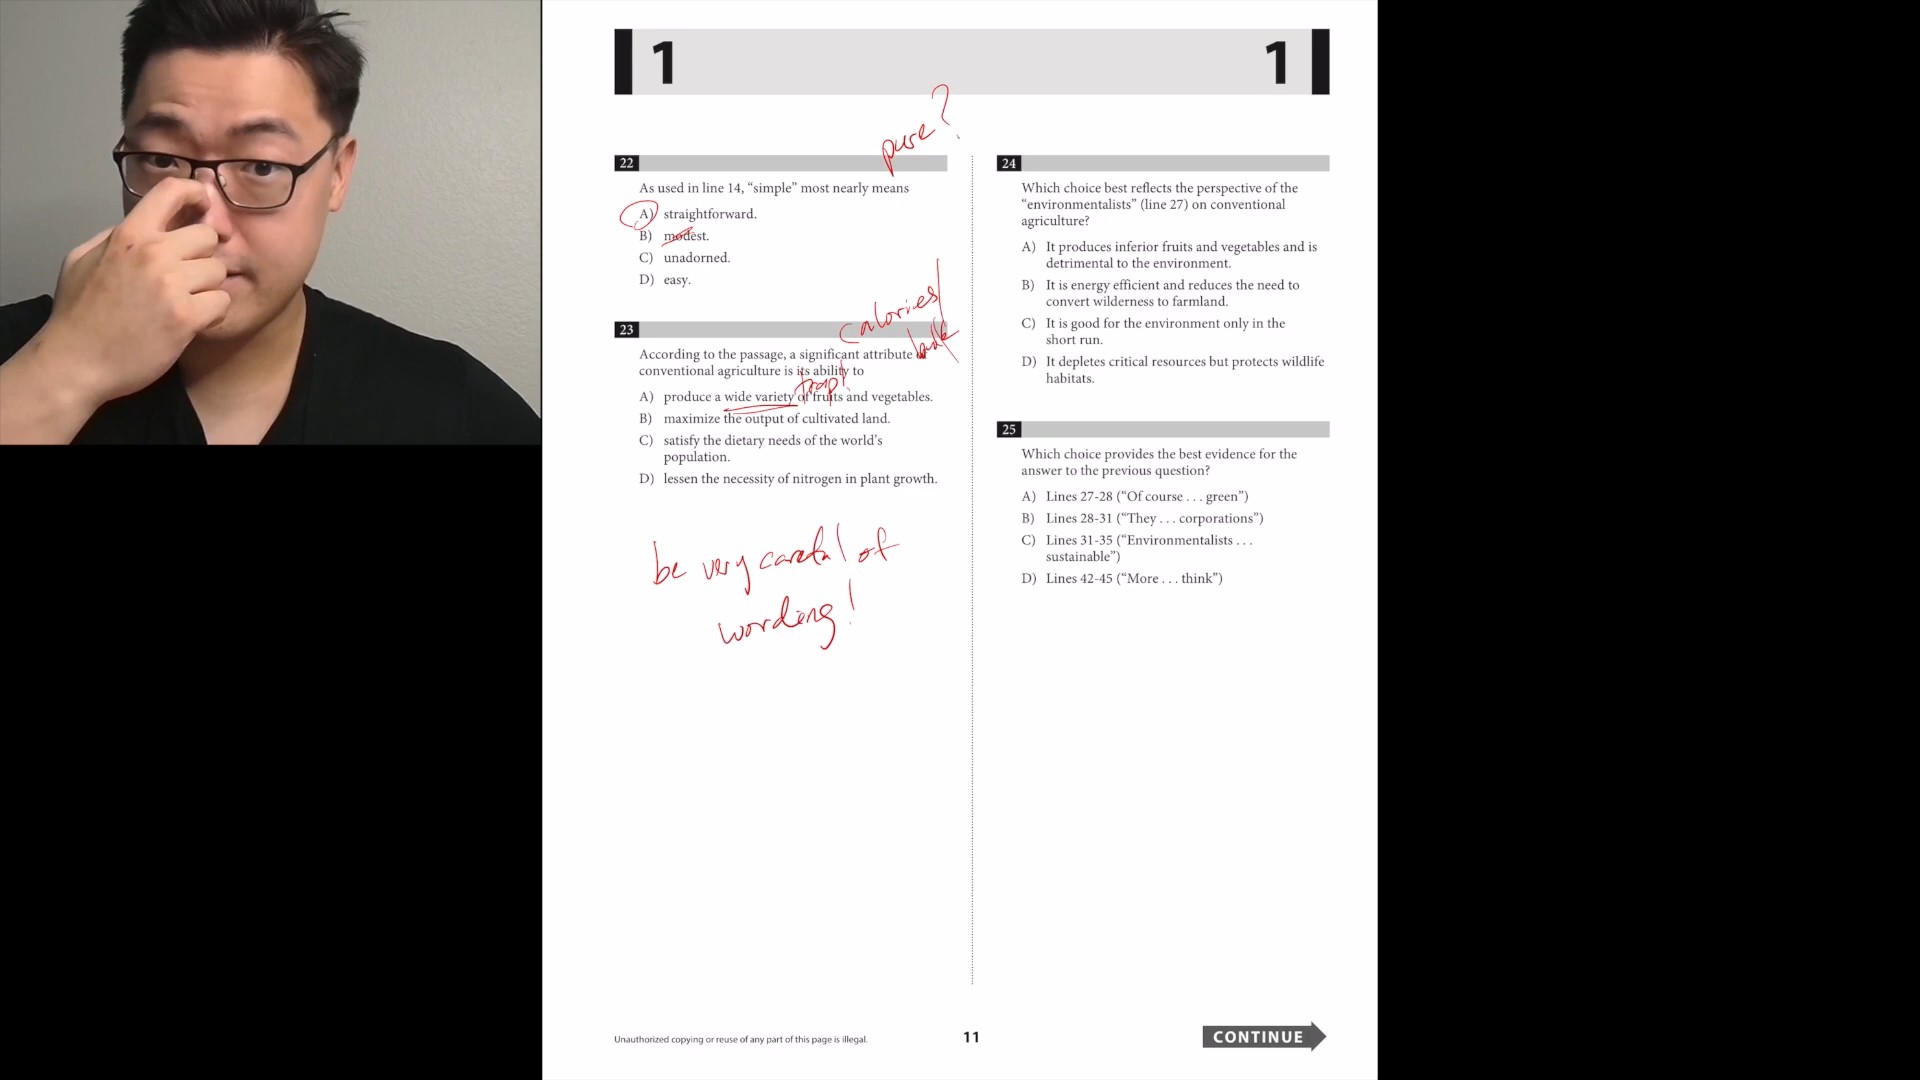 1
1
pure?
22
As used in line 14, “simple” most nearly means
A) straightforward.
B) modest.
C) unadorned.
D) easy.
calories/
23
According to the passage, a significant attribute
conventional agriculture is its ability to
trap!
A) produce a wide variety of fruits and vegetables.
B) maximize the output of cultivated land.
C) satisfy the dietary needs of the world’s
population.
D) lessen the necessity of nitrogen in plant growth.
be very careful of
wording!
24
Which choice best reflects the perspective of the
“environmentalists” (line 27) on conventional
agriculture?
A) It produces inferior fruits and vegetables and is
detrimental to the environment.
B) It is energy efficient and reduces the need to
convert wilderness to farmland.
C) It is good for the environment only in the
short run.
D) It depletes critical resources but protects wildlife
habitats.
25
Which choice provides the best evidence for the
answer to the previous question?
A) Lines 27-28 (“Of course . . . green”)
B) Lines 28-31 (“They . . . corporations”)
C) Lines 31-35 (“Environmentalists . . .
sustainable”)
D) Lines 42-45 (“More . . . think”)
Unauthorized copying or reuse of any part of this page is illegal.
11
CONTINUE